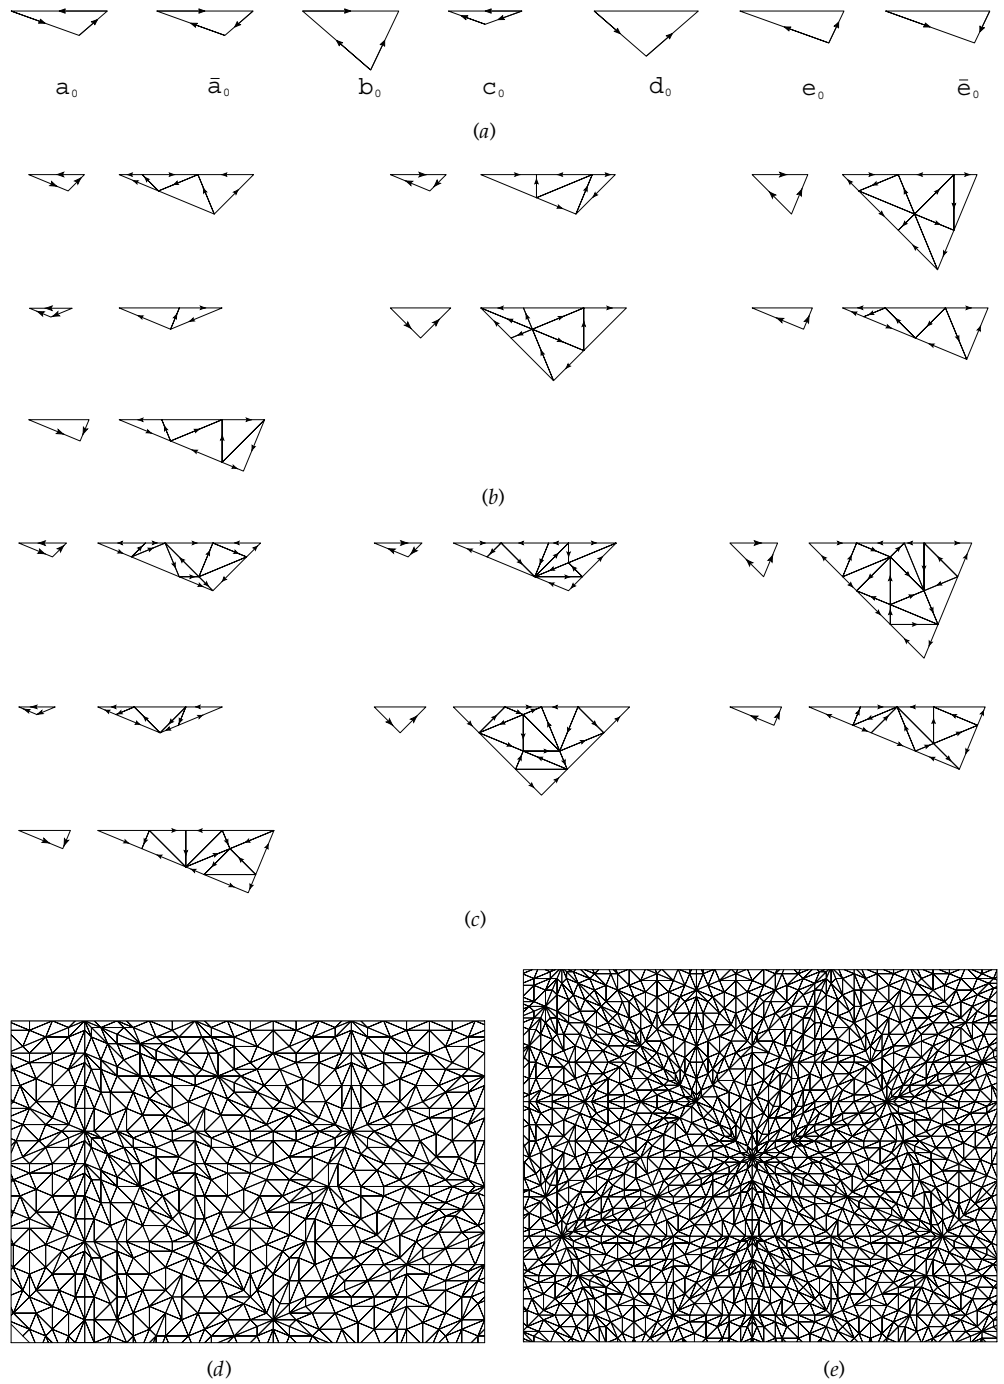 a₀ ā₀ b₀ c₀ d₀ e₀ ē₀
(a)
(b)
(c)
(d) (e)